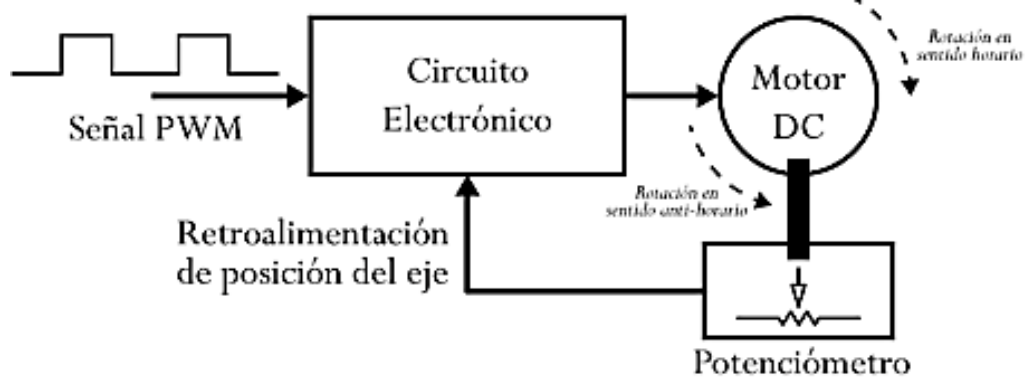 Señal PWM
Circuito
Electrónico
Motor
DC
Rotación en
sentido horario
Rotación en
sentido anti-horario
Retroalimentación
de posición del eje
Potenciómetro